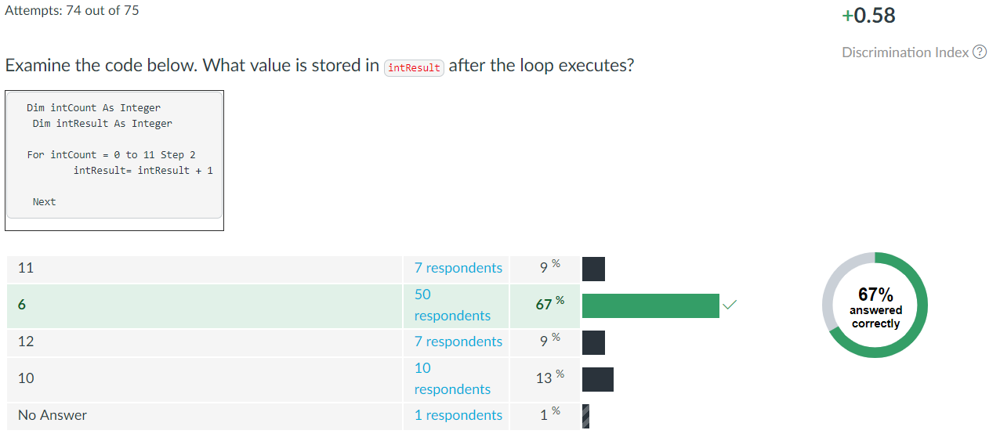 Attempts: 74 out of 75
+0.58
Discrimination Index ?
Examine the code below. What value is stored in intResult after the loop executes?
Dim intCount As Integer
Dim intResult As Integer
For intCount = 0 to 11 Step 2
intResult= intResult + 1
Next
11 7 respondents 9 %
6 50 respondents 67 %
12 7 respondents 9 %
10 10 respondents 13 %
No Answer 1 respondents 1 %
67%
answered
correctly